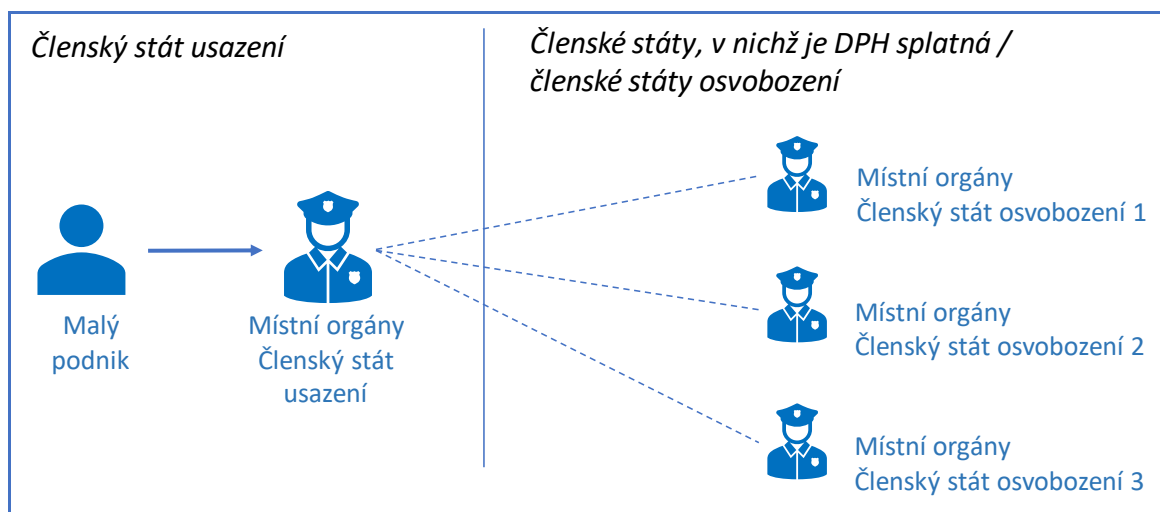 Členský stát usazení
Členské státy, v nichž je DPH splatná /
členské státy osvobození
Malý
podnik
Místní orgány
Členský stát
usazení
Místní orgány
Členský stát osvobození 1
Místní orgány
Členský stát osvobození 2
Místní orgány
Členský stát osvobození 3